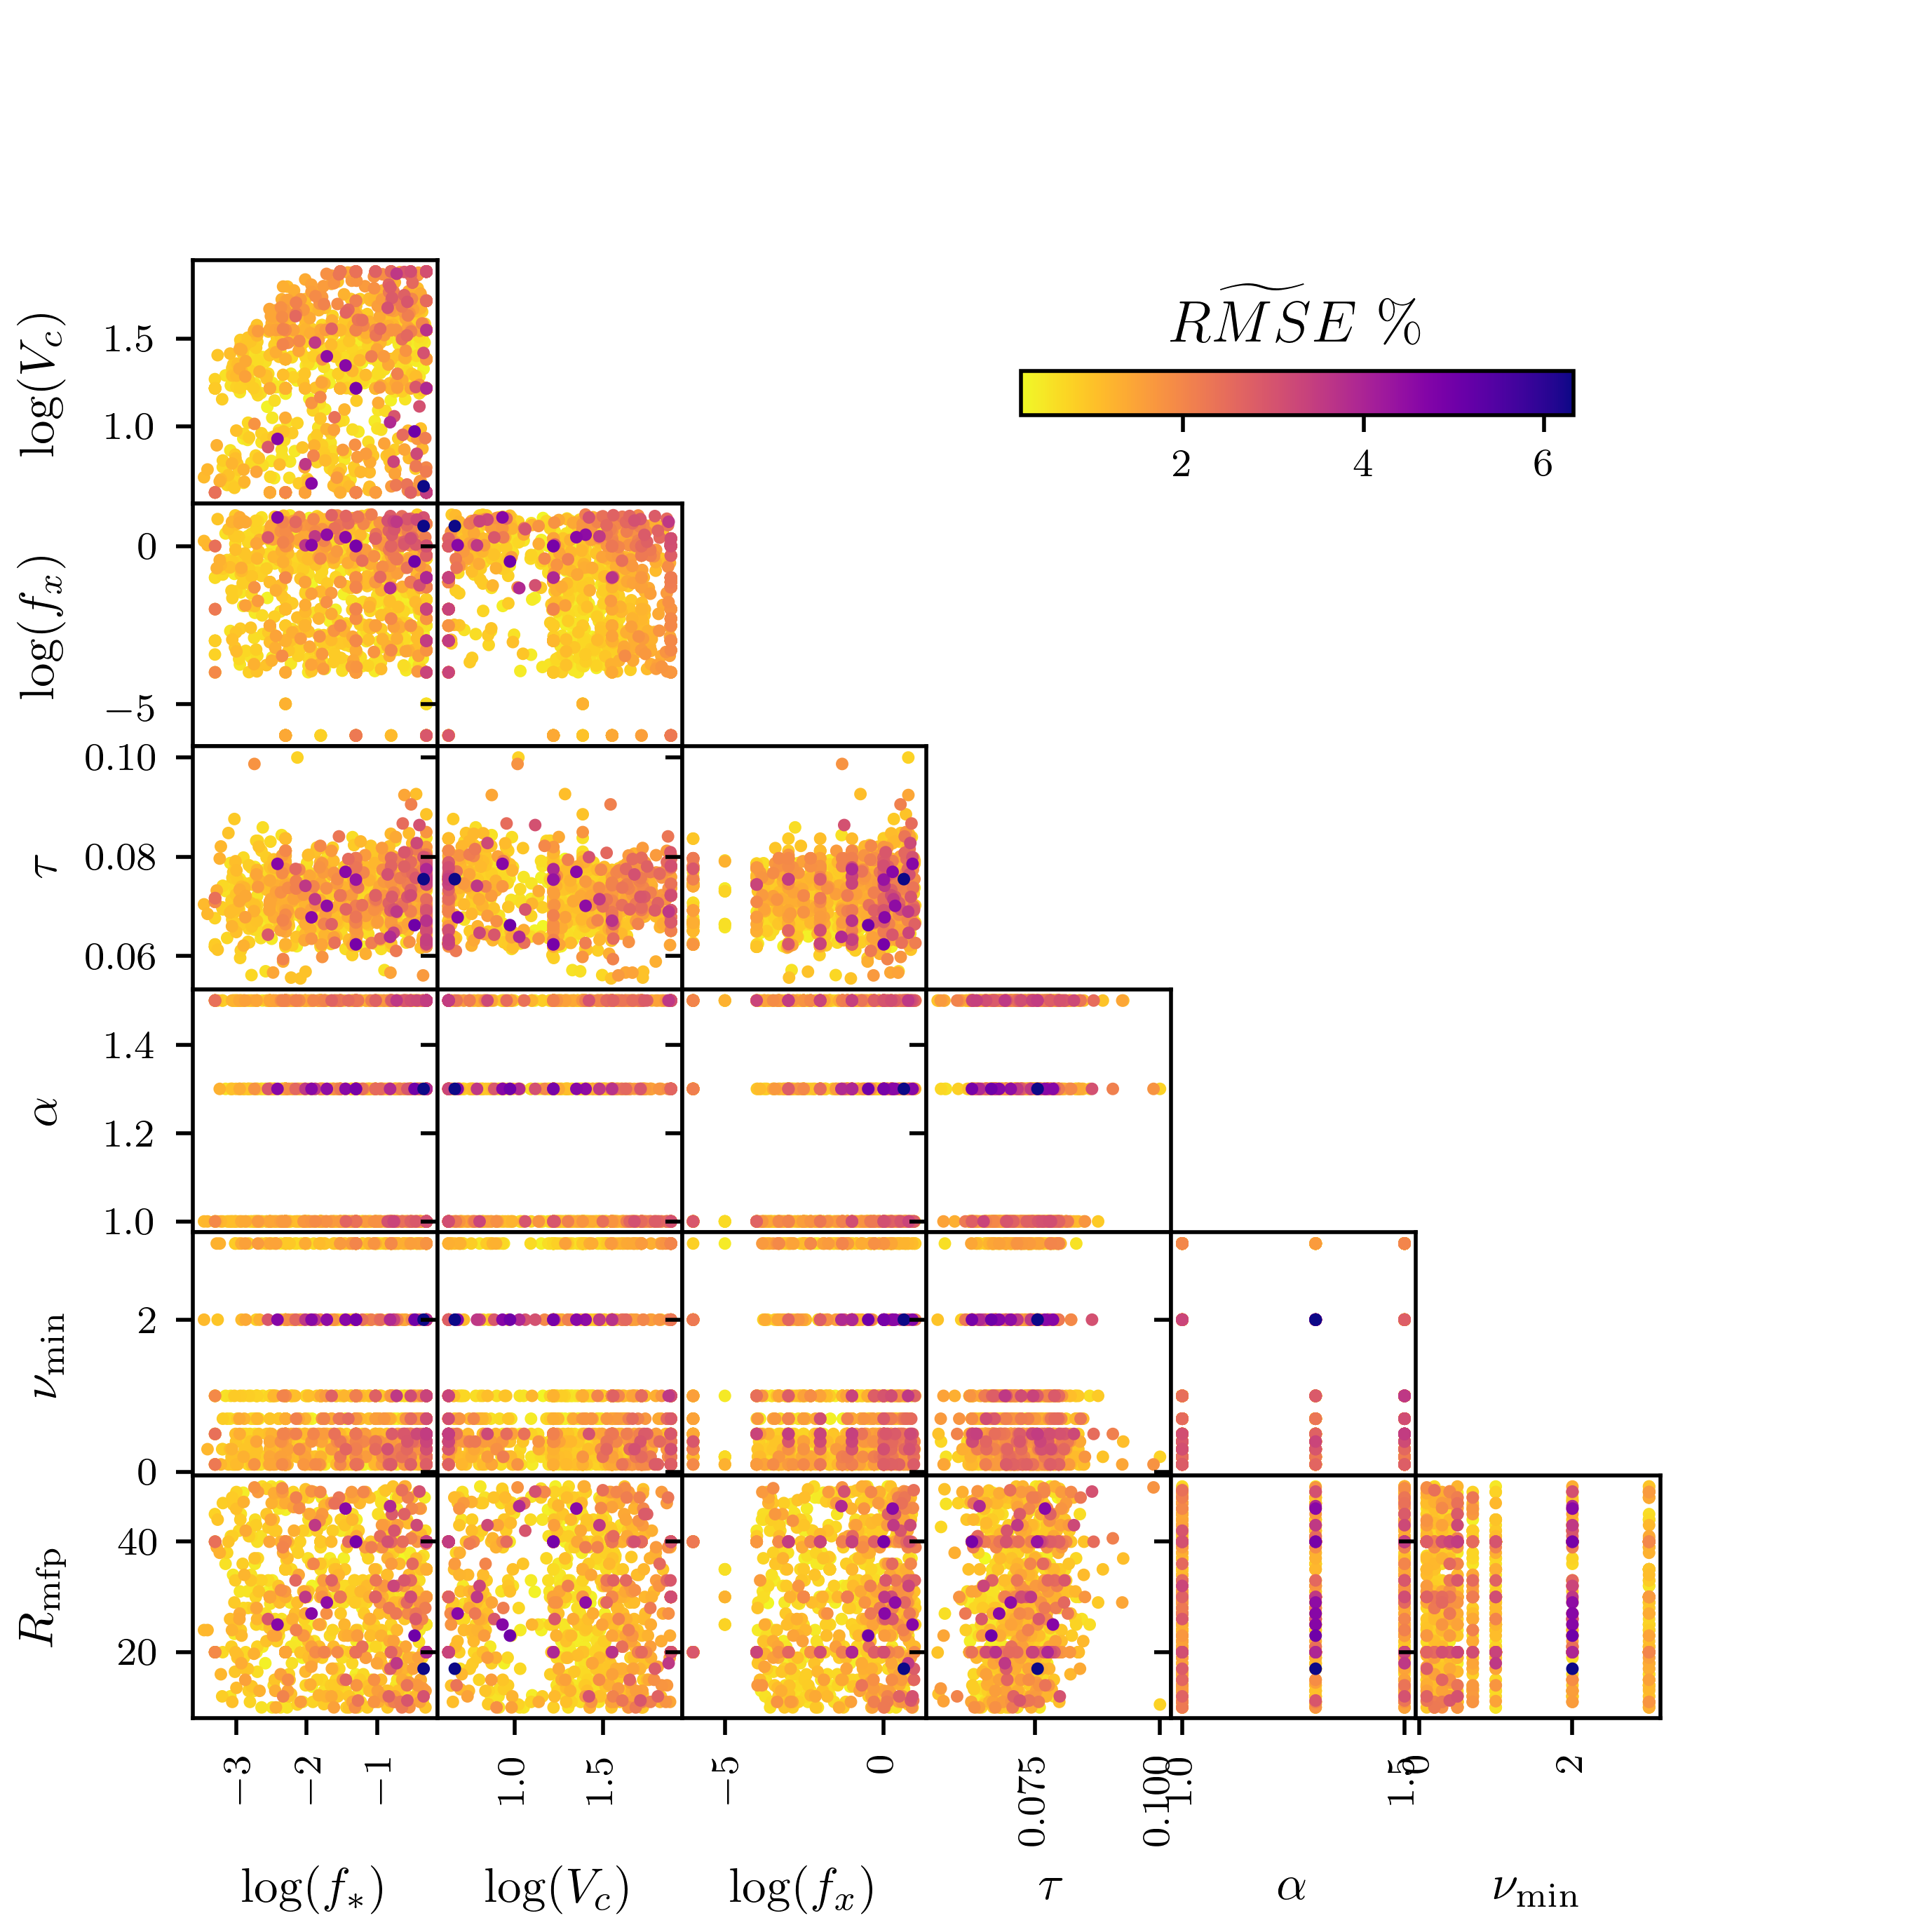 RMSE %
2 4 6
log(V_c)
1.5
1.0
log(f_x)
0
−5
τ
0.10
0.08
0.06
α
1.4
1.2
1.0
ν_min
2
0
R_mfp
40
20
−3 −2 −1 1.0 1.5 −5 0 0.075 0.100 1.0 1.5 0 2
log(f_*) log(V_c) log(f_x) τ α ν_min